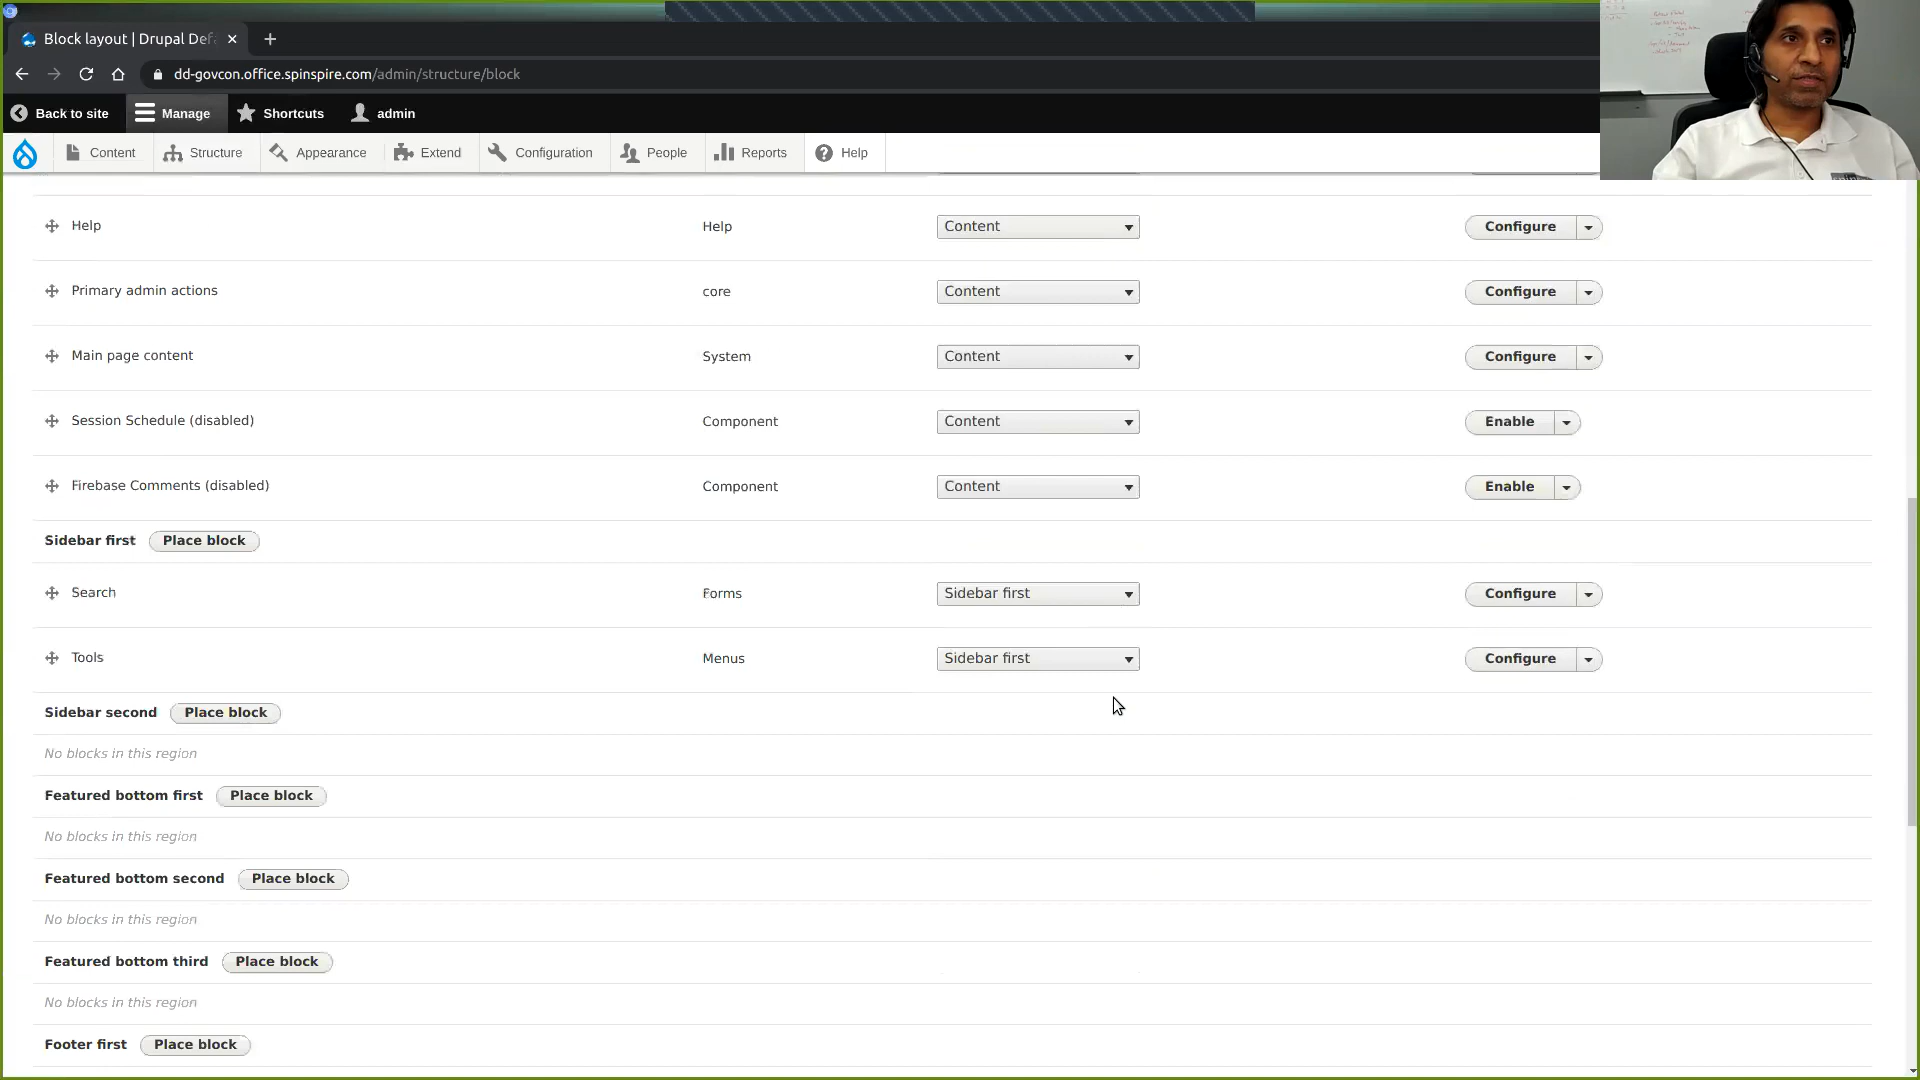 Block layout | Drupal Def
dd-govcon.office.spinspire.com/admin/structure/block
Back to site Manage Shortcuts admin
Content Structure Appearance Extend Configuration People Reports Help
Help Help Content Configure
Primary admin actions core Content Configure
Main page content System Content Configure
Session Schedule (disabled) Component Content Enable
Firebase Comments (disabled) Component Content Enable
Sidebar first Place block
Search Forms Sidebar first Configure
Tools Menus Sidebar first Configure
Sidebar second Place block
No blocks in this region
Featured bottom first Place block
No blocks in this region
Featured bottom second Place block
No blocks in this region
Featured bottom third Place block
No blocks in this region
Footer first Place block